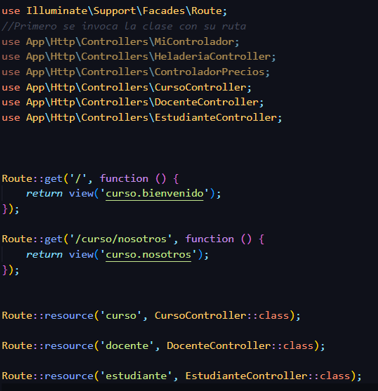 use Illuminate\Support\Facades\Route;
//Primero se invoca la clase con su ruta
use App\Http\Controllers\MiControlador;
use App\Http\Controllers\HeladeriaController;
use App\Http\Controllers\ControladorPrecios;
use App\Http\Controllers\CursoController;
use App\Http\Controllers\DocenteController;
use App\Http\Controllers\EstudianteController;
Route::get('/', function () {
return view('curso.bienvenido');
});
Route::get('/curso/nosotros', function () {
return view('curso.nosotros');
});
Route::resource('curso', CursoController::class);
Route::resource('docente', DocenteController::class);
Route::resource('estudiante', EstudianteController::class);